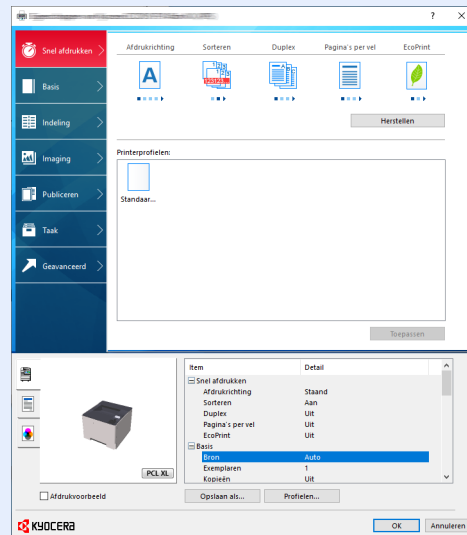 ? ×
Snel afdrukken
Afdrukrichting Sorteren Duplex Pagina's per vel EcoPrint
A
123123
Basis
Indeling
Herstellen
Imaging
Printerprofielen:
Standaar...
Publiceren
Taak
Geavanceerd
Toepassen
Item Detail
Snel afdrukken
Afdrukrichting Staand
Sorteren Aan
Duplex Uit
Pagina's per vel Uit
EcoPrint Uit
Basis
Bron Auto
Exemplaren 1
Kopieën Uit
PCL XL
Afdrukvoorbeeld
Opslaan als... Profielen...
KYOCERA
OK Annuleren